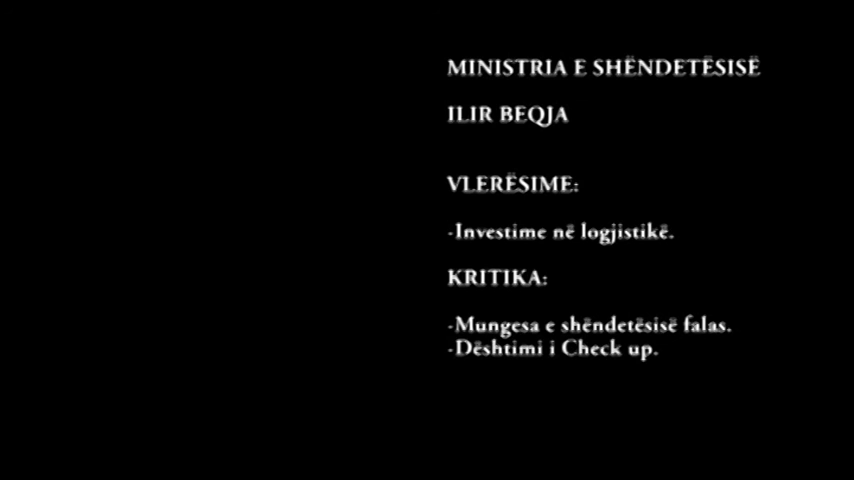 MINISTRIA E SHËNDETËSISË
ILIR BEQJA
VLERËSIME:
-Investime në logjistikë.
KRITIKA:
-Mungesa e shëndetësisë falas.
-Dështimi i Check up.